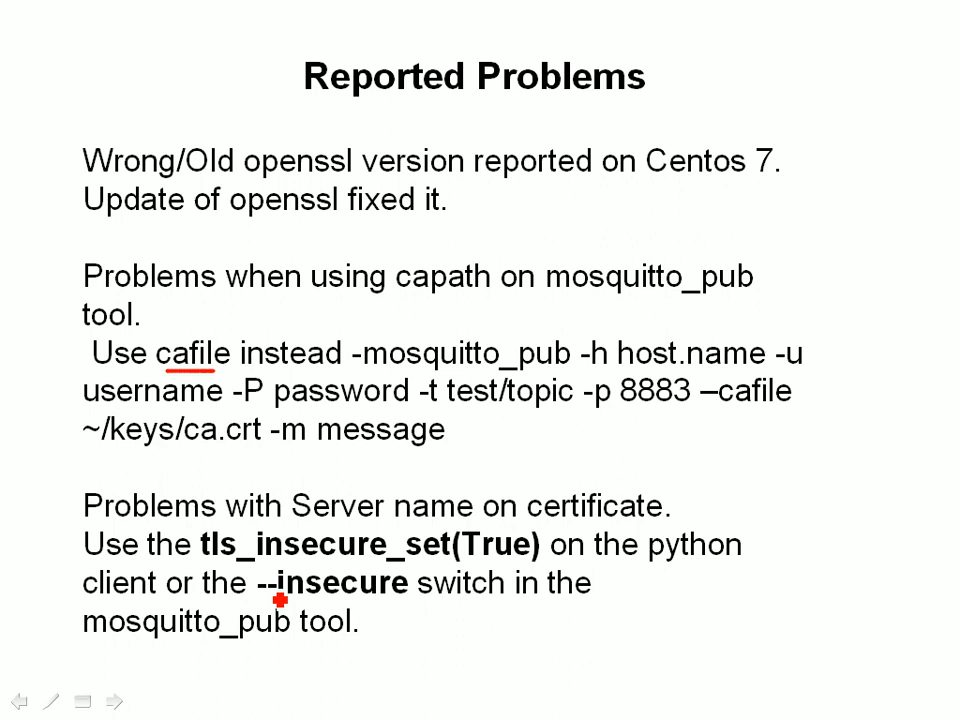 Reported Problems
Wrong/Old openssl version reported on Centos 7.
Update of openssl fixed it.
Problems when using capath on mosquitto_pub
tool.
Use cafile instead -mosquitto_pub -h host.name -u
username -P password -t test/topic -p 8883 –cafile
~/keys/ca.crt -m message
Problems with Server name on certificate.
Use the tls_insecure_set(True) on the python
client or the --insecure switch in the
mosquitto_pub tool.